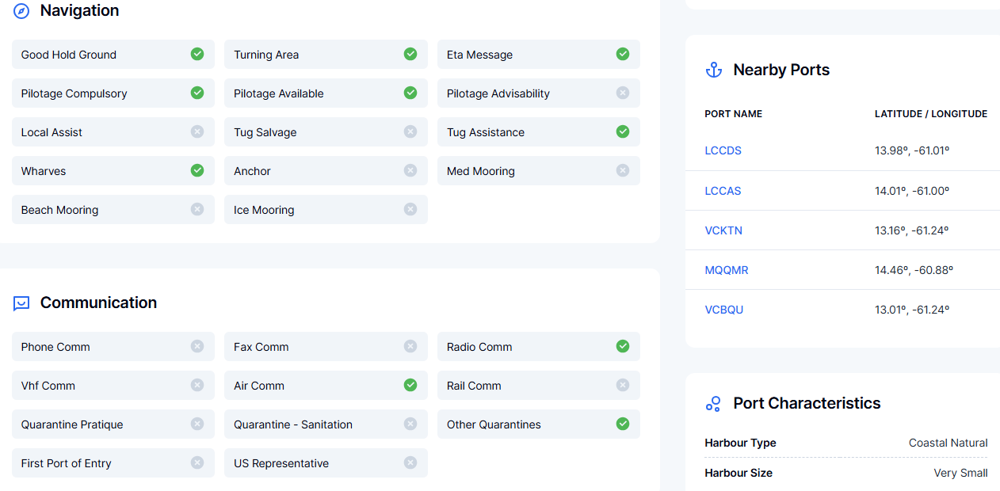 Navigation
Good Hold Ground
Turning Area
Eta Message
Pilotage Compulsory
Pilotage Available
Pilotage Advisability
Local Assist
Tug Salvage
Tug Assistance
Wharves
Anchor
Med Mooring
Beach Mooring
Ice Mooring
Communication
Phone Comm
Fax Comm
Radio Comm
Vhf Comm
Air Comm
Rail Comm
Quarantine Pratique
Quarantine - Sanitation
Other Quarantines
First Port of Entry
US Representative
Nearby Ports
PORT NAME LATITUDE / LONGITUDE
LCCDS 13.98º, -61.01º
LCCAS 14.01º, -61.00º
VCKTN 13.16º, -61.24º
MQQMR 14.46º, -60.88º
VCBQU 13.01º, -61.24º
Port Characteristics
Harbour Type Coastal Natural
Harbour Size Very Small